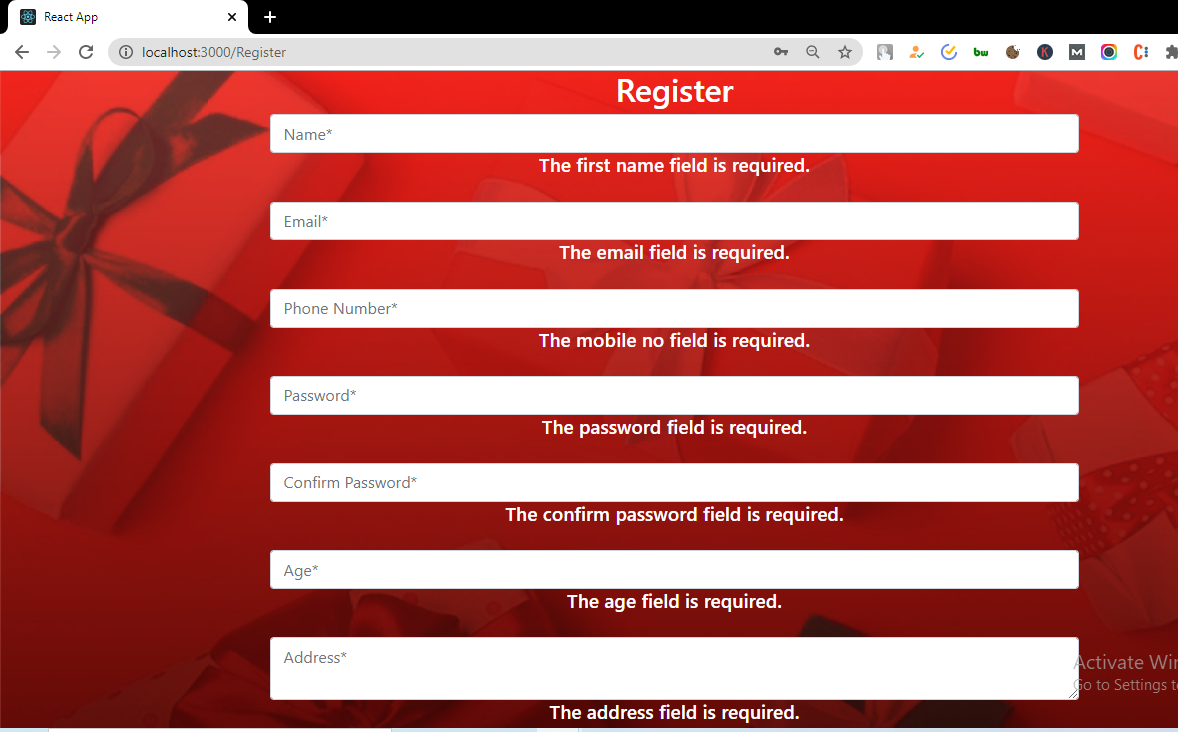 React App
localhost:3000/Register
bw
K
M
C
Register
Name*
The first name field is required.
Email*
The email field is required.
Phone Number*
The mobile no field is required.
Password*
The password field is required.
Confirm Password*
The confirm password field is required.
Age*
The age field is required.
Address*
Activate Win
Go to Settings t
The address field is required.